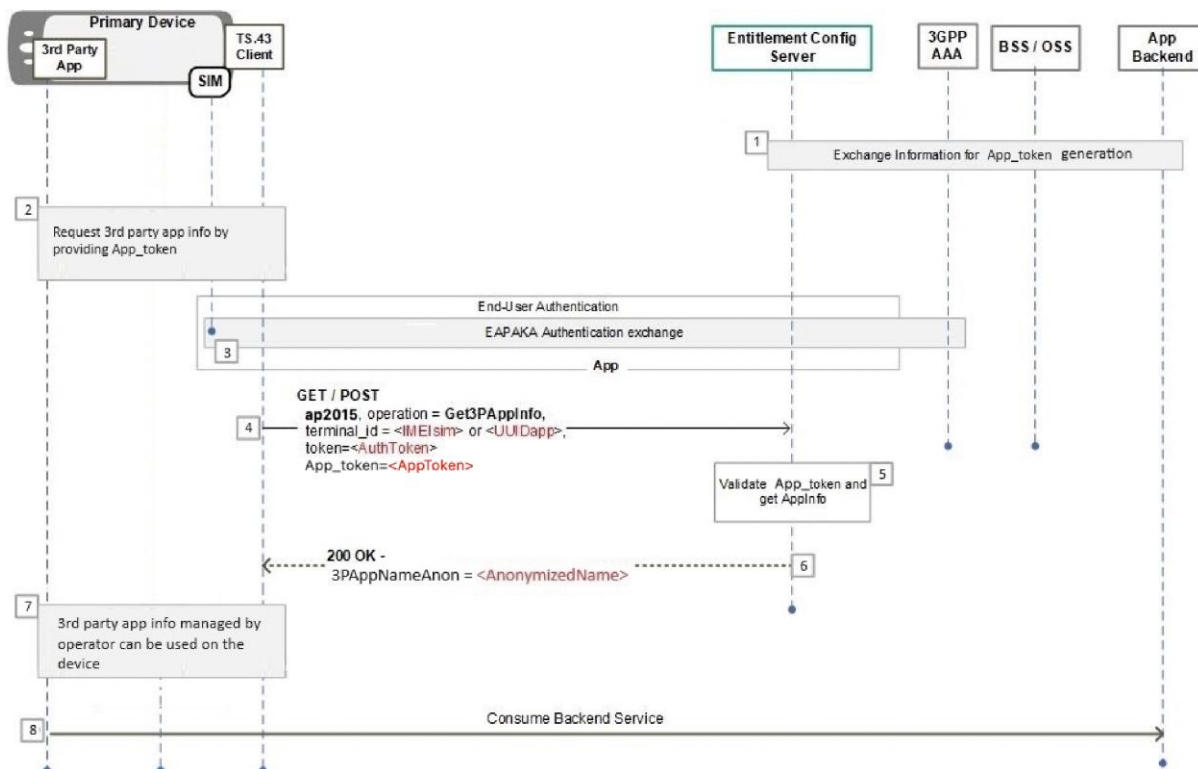 Primary Device
3rd Party
App
TS.43
Client
SIM
Entitlement Config
Server
3GPP
AAA
BSS / OSS
App
Backend
1
Exchange Information for App_token generation
2
Request 3rd party app info by
providing App_token
End-User Authentication
EAPAKA Authentication exchange
3
App
GET / POST
ap2015, operation = Get3PAppInfo,
4
terminal_id = <IMEIsim> or <UUIDapp>,
token=<AuthToken>
App_token=<AppToken>
5
Validate App_token and
get AppInfo
200 OK -
3PAppNameAnon = <AnonymizedName>
6
7
3rd party app info managed by
operator can be used on the
device
Consume Backend Service
8